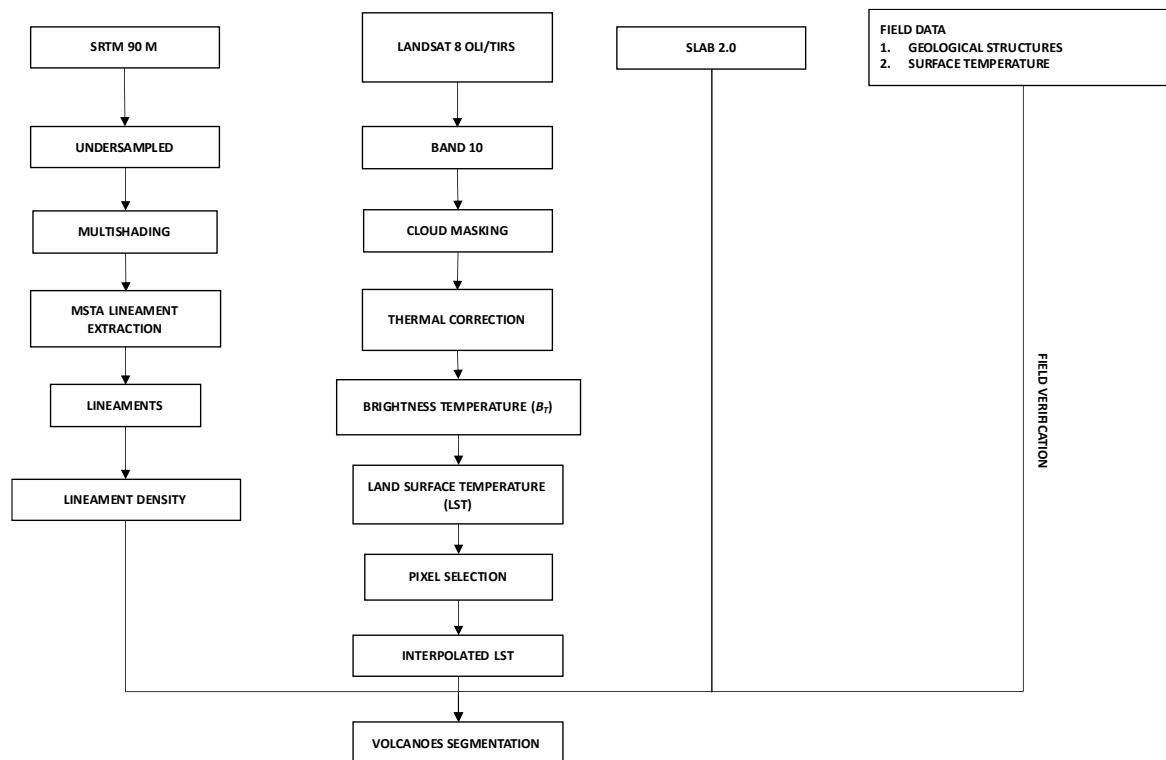 SRTM 90 M
UNDERSAMPLED
MULTISHADING
MSTA LINEAMENT
EXTRACTION
LINEAMENTS
LINEAMENT DENSITY
LANDSAT 8 OLI/TIRS
BAND 10
CLOUD MASKING
THERMAL CORRECTION
BRIGHTNESS TEMPERATURE (BT)
LAND SURFACE TEMPERATURE
(LST)
PIXEL SELECTION
INTERPOLATED LST
VOLCANOES SEGMENTATION
SLAB 2.0
FIELD DATA
1. GEOLOGICAL STRUCTURES
2. SURFACE TEMPERATURE
FIELD VERIFICATION